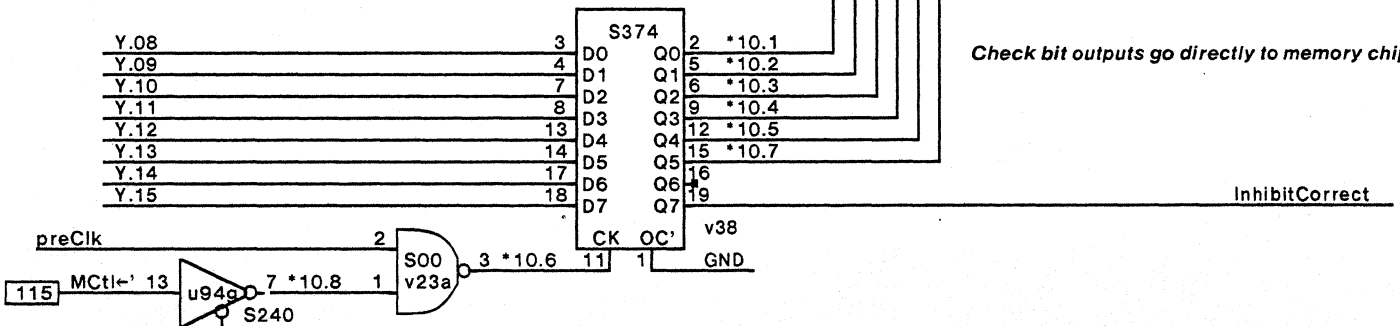 S374
Y.08 3 D0 Q0 2 *10.1
Y.09 4 D1 Q1 5 *10.2
Y.10 7 D2 Q2 6 *10.3
Y.11 8 D3 Q3 9 *10.4
Y.12 13 D4 Q4 12 *10.5
Y.13 14 D5 Q5 15 *10.7
Y.14 17 D6 Q6 16
Y.15 18 D7 Q7 19 InhibitCorrect
Check bit outputs go directly to memory chi
v38
CK OC'
preClk 2
S00
v23a
3 *10.6 11 1 GND
115 MCtl←' 13 u94g 7 *10.8 1
S240